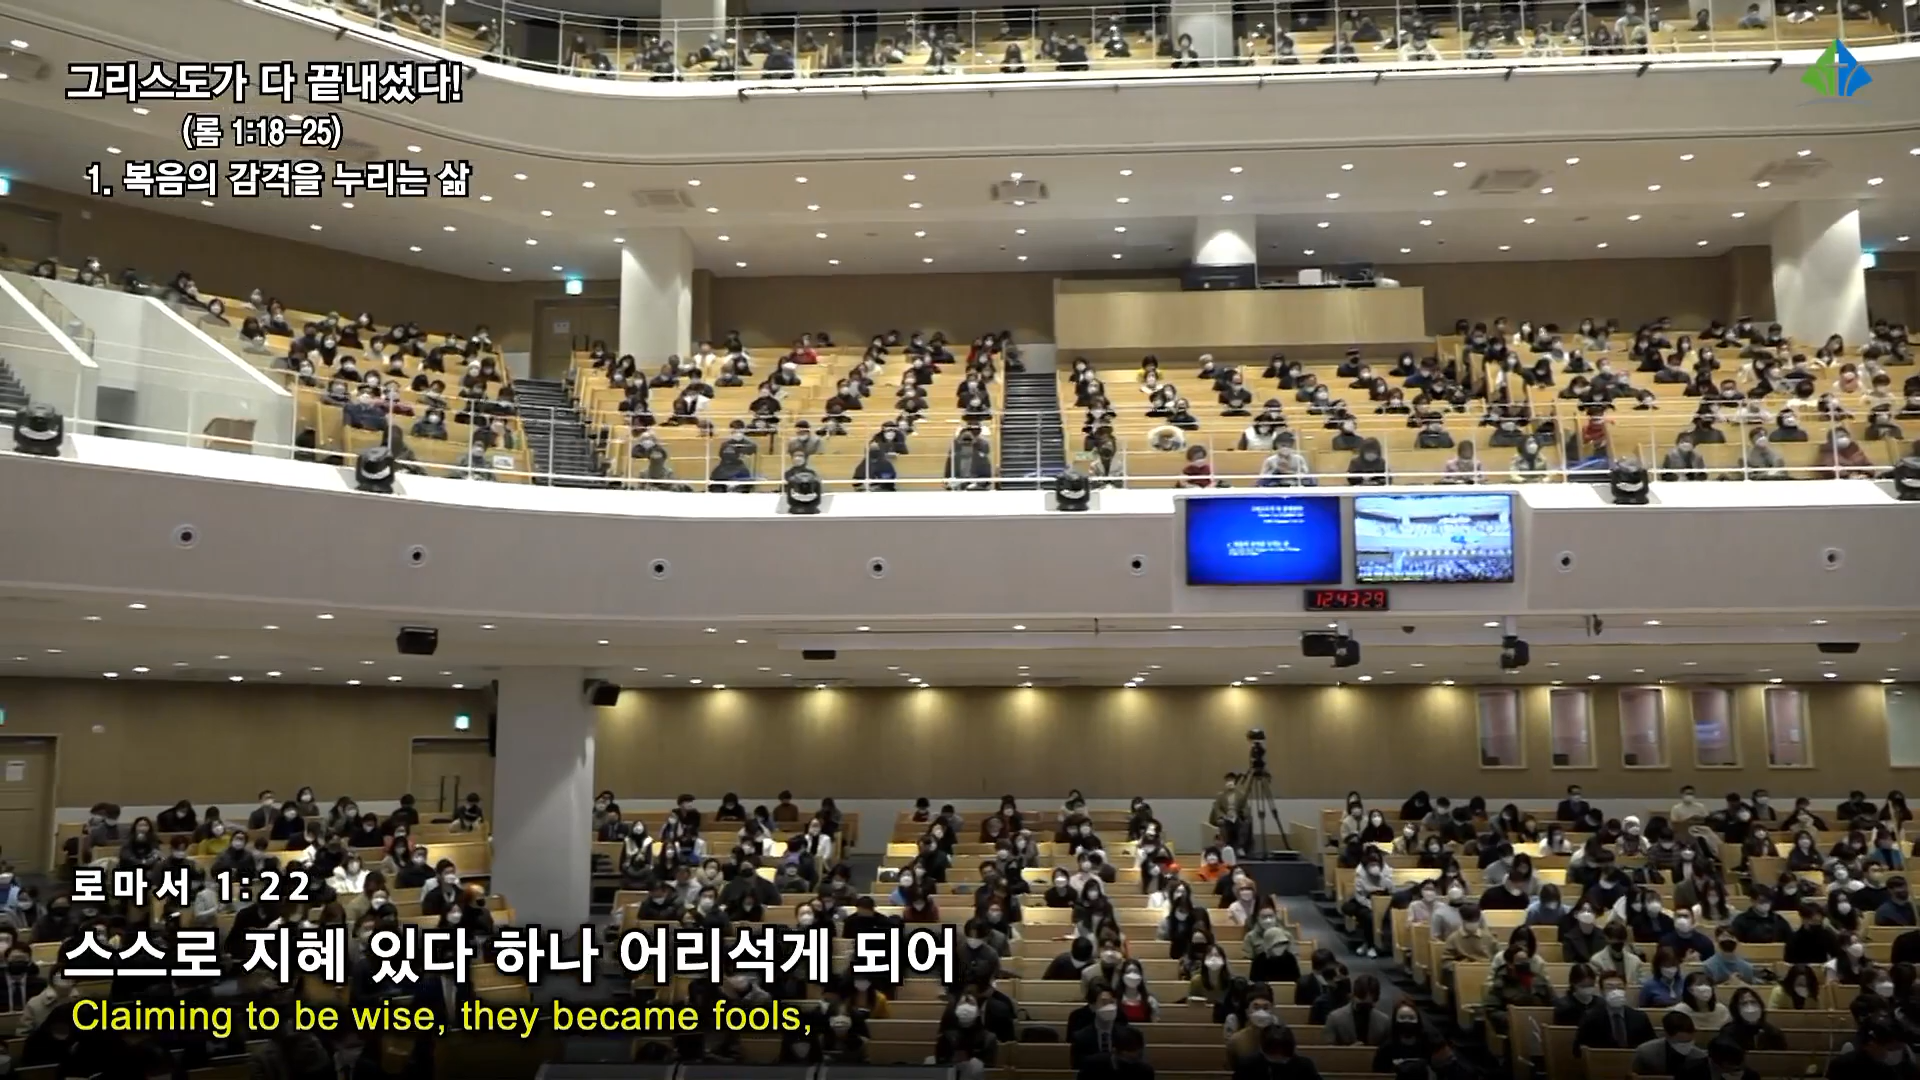 그리스도가 다 끝내셨다!
(롬 1:18-25)
1. 복음의 감격을 누리는 삶
12:43:29
로마서 1:22
스스로 지혜 있다 하나 어리석게 되어
Claiming to be wise, they became fools,